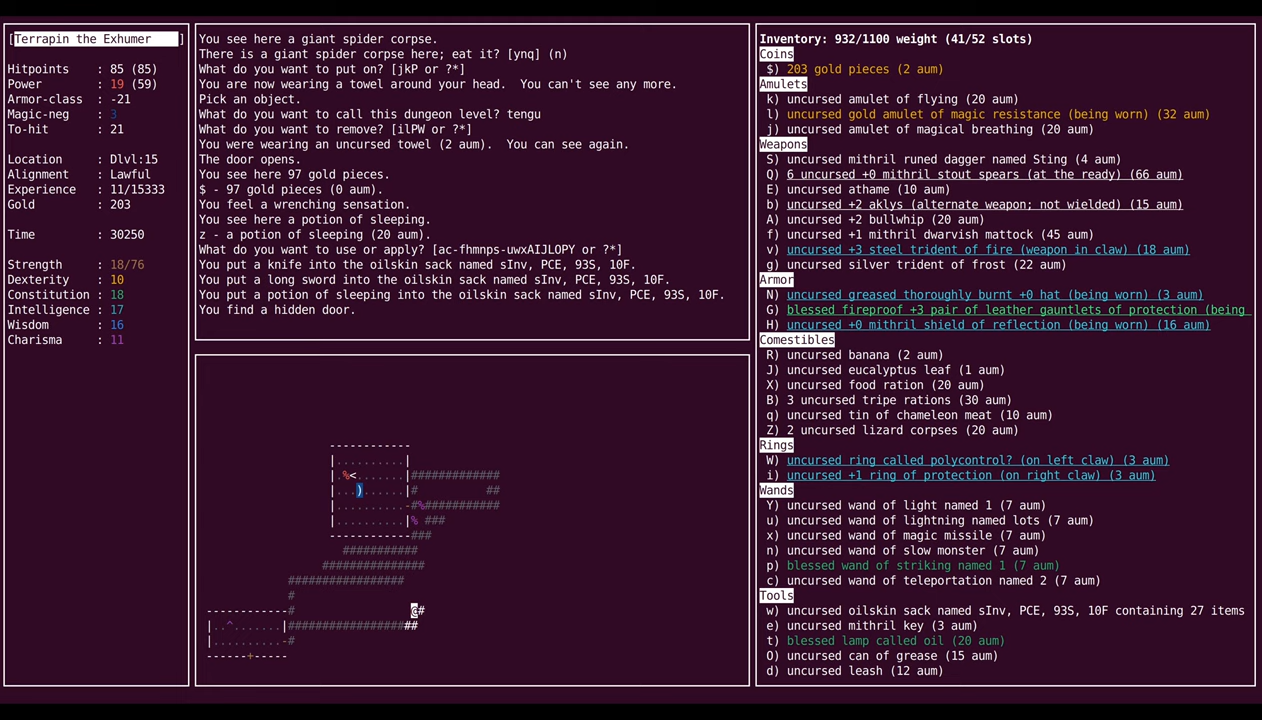 [Terrapin the Exhumer ]
Hitpoints : 85 (85)
Power : 19 (59)
Armor-class : -21
Magic-neg : 3
To-hit : 21
Location : Dlvl:15
Alignment : Lawful
Experience : 11/15333
Gold : 203
Time : 30250
Strength : 18/76
Dexterity : 10
Constitution : 18
Intelligence : 17
Wisdom : 16
Charisma : 11
You see here a giant spider corpse.
There is a giant spider corpse here; eat it? [ynq] (n)
What do you want to put on? [jkP or ?*]
You are now wearing a towel around your head.  You can't see any more.
Pick an object.
What do you want to call this dungeon level? tengu
What do you want to remove? [ilPW or ?*]
You were wearing an uncursed towel (2 aum).  You can see again.
The door opens.
You see here 97 gold pieces.
$ - 97 gold pieces (0 aum).
You feel a wrenching sensation.
You see here a potion of sleeping.
z - a potion of sleeping (20 aum).
What do you want to use or apply? [ac-fhmnps-uwxAIJLOPY or ?*]
You put a knife into the oilskin sack named sInv, PCE, 93S, 10F.
You put a long sword into the oilskin sack named sInv, PCE, 93S, 10F.
You put a potion of sleeping into the oilskin sack named sInv, PCE, 93S, 10F.
You find a hidden door.
------------
|..........|
|.%<.......|#############
|...)......|#          ##
|..........-#%##########
|..........|% ###
------------###
###########
###############
#################
#
------------# @#
|..^.......|###################
|..........-#
------+-----
Inventory: 932/1100 weight (41/52 slots)
Coins
$) 203 gold pieces (2 aum)
Amulets
k) uncursed amulet of flying (20 aum)
l) uncursed gold amulet of magic resistance (being worn) (32 aum)
j) uncursed amulet of magical breathing (20 aum)
Weapons
S) uncursed mithril runed dagger named Sting (4 aum)
Q) 6 uncursed +0 mithril stout spears (at the ready) (66 aum)
E) uncursed athame (10 aum)
b) uncursed +2 aklys (alternate weapon; not wielded) (15 aum)
A) uncursed +2 bullwhip (20 aum)
f) uncursed +1 mithril dwarvish mattock (45 aum)
v) uncursed +3 steel trident of fire (weapon in claw) (18 aum)
g) uncursed silver trident of frost (22 aum)
Armor
N) uncursed greased thoroughly burnt +0 hat (being worn) (3 aum)
G) blessed fireproof +3 pair of leather gauntlets of protection (being
H) uncursed +0 mithril shield of reflection (being worn) (16 aum)
Comestibles
R) uncursed banana (2 aum)
J) uncursed eucalyptus leaf (1 aum)
X) uncursed food ration (20 aum)
B) 3 uncursed tripe rations (30 aum)
q) uncursed tin of chameleon meat (10 aum)
Z) 2 uncursed lizard corpses (20 aum)
Rings
W) uncursed ring called polycontrol? (on left claw) (3 aum)
i) uncursed +1 ring of protection (on right claw) (3 aum)
Wands
Y) uncursed wand of light named 1 (7 aum)
u) uncursed wand of lightning named lots (7 aum)
x) uncursed wand of magic missile (7 aum)
n) uncursed wand of slow monster (7 aum)
p) blessed wand of striking named 1 (7 aum)
c) uncursed wand of teleportation named 2 (7 aum)
Tools
w) uncursed oilskin sack named sInv, PCE, 93S, 10F containing 27 items
e) uncursed mithril key (3 aum)
t) blessed lamp called oil (20 aum)
O) uncursed can of grease (15 aum)
d) uncursed leash (12 aum)